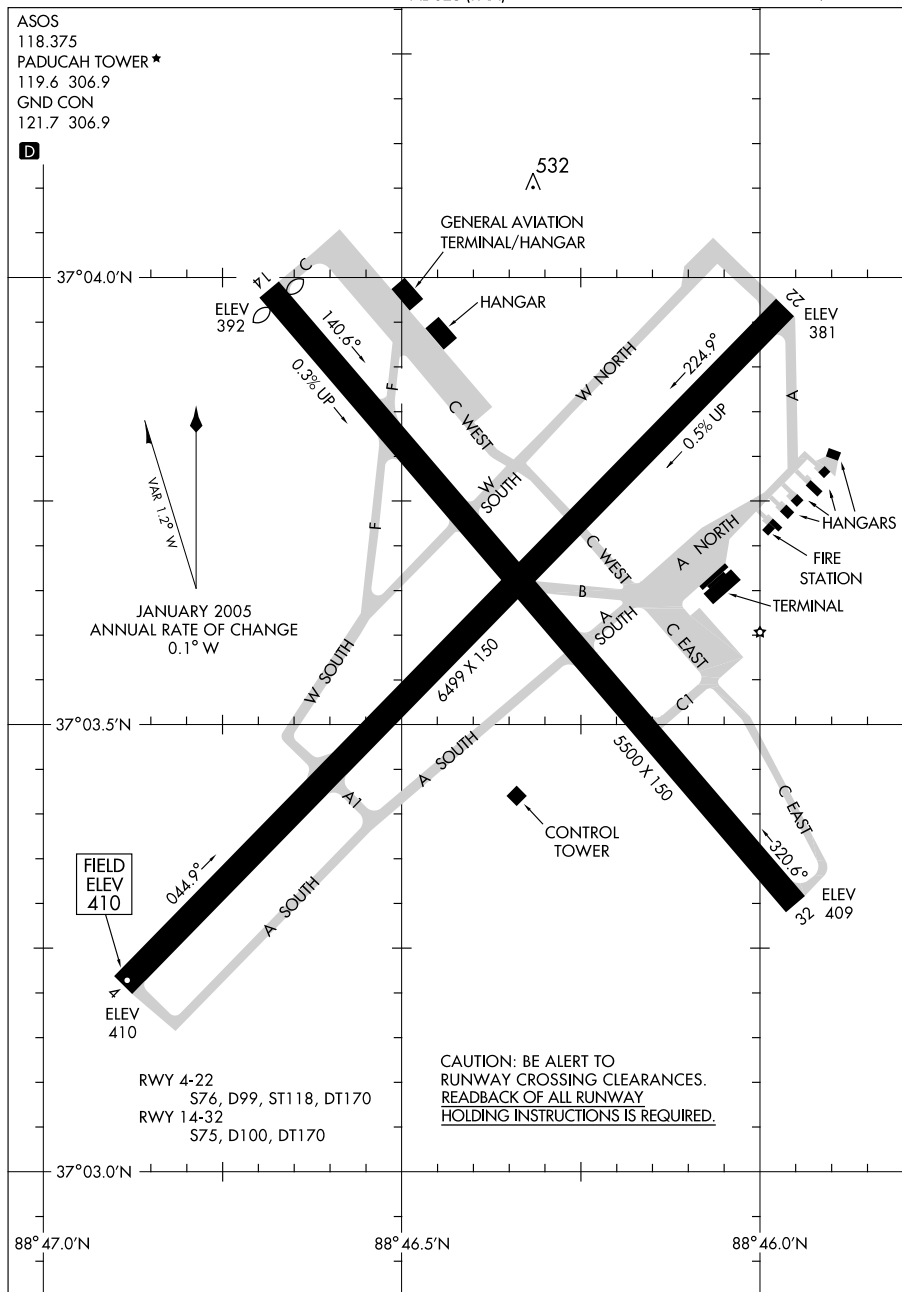 ASOS
118.375
PADUCAH TOWER ★
119.6 306.9
GND CON
121.7 306.9
D
532
GENERAL AVIATION
TERMINAL/HANGAR
HANGAR
37°04.0'N
14
C
ELEV
392
22
ELEV
381
140.6°
0.3% UP
224.9°
0.5% UP
W NORTH
A
F
C WEST
W
SOUTH
VAR 1.2° W
F
C WEST
A NORTH
HANGARS
FIRE
STATION
TERMINAL
B
A
SOUTH
C EAST
JANUARY 2005
ANNUAL RATE OF CHANGE
0.1° W
W SOUTH
6499 X 150
C1
37°03.5'N
A SOUTH
5500 X 150
A1
C EAST
CONTROL
TOWER
044.9°
320.6°
FIELD
ELEV
410
A SOUTH
32
ELEV
409
4
ELEV
410
RWY 4-22
S76, D99, ST118, DT170
RWY 14-32
S75, D100, DT170
CAUTION: BE ALERT TO
RUNWAY CROSSING CLEARANCES.
READBACK OF ALL RUNWAY
HOLDING INSTRUCTIONS IS REQUIRED.
37°03.0'N
88°47.0'N
88°46.5'N
88°46.0'N